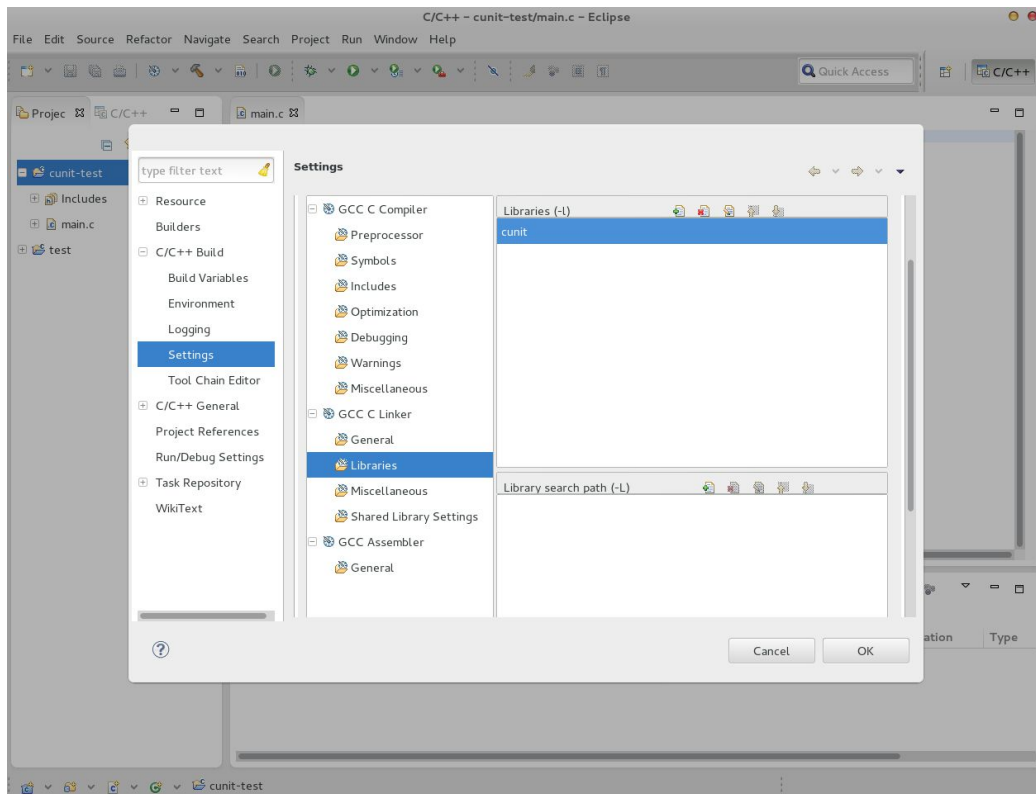 C/C++ - cunit-test/main.c - Eclipse
File Edit Source Refactor Navigate Search Project Run Window Help
Quick Access
C/C++
Projec
C/C++
main.c
cunit-test
Includes
main.c
test
type filter text
Resource
Builders
C/C++ Build
Build Variables
Environment
Logging
Settings
Tool Chain Editor
C/C++ General
Project References
Run/Debug Settings
Task Repository
WikiText
Settings
GCC C Compiler
Preprocessor
Symbols
Includes
Optimization
Debugging
Warnings
Miscellaneous
GCC C Linker
General
Libraries
Miscellaneous
Shared Library Settings
GCC Assembler
General
Libraries (-l)
cunit
Library search path (-L)
Cancel
OK
ation
Type
cunit-test